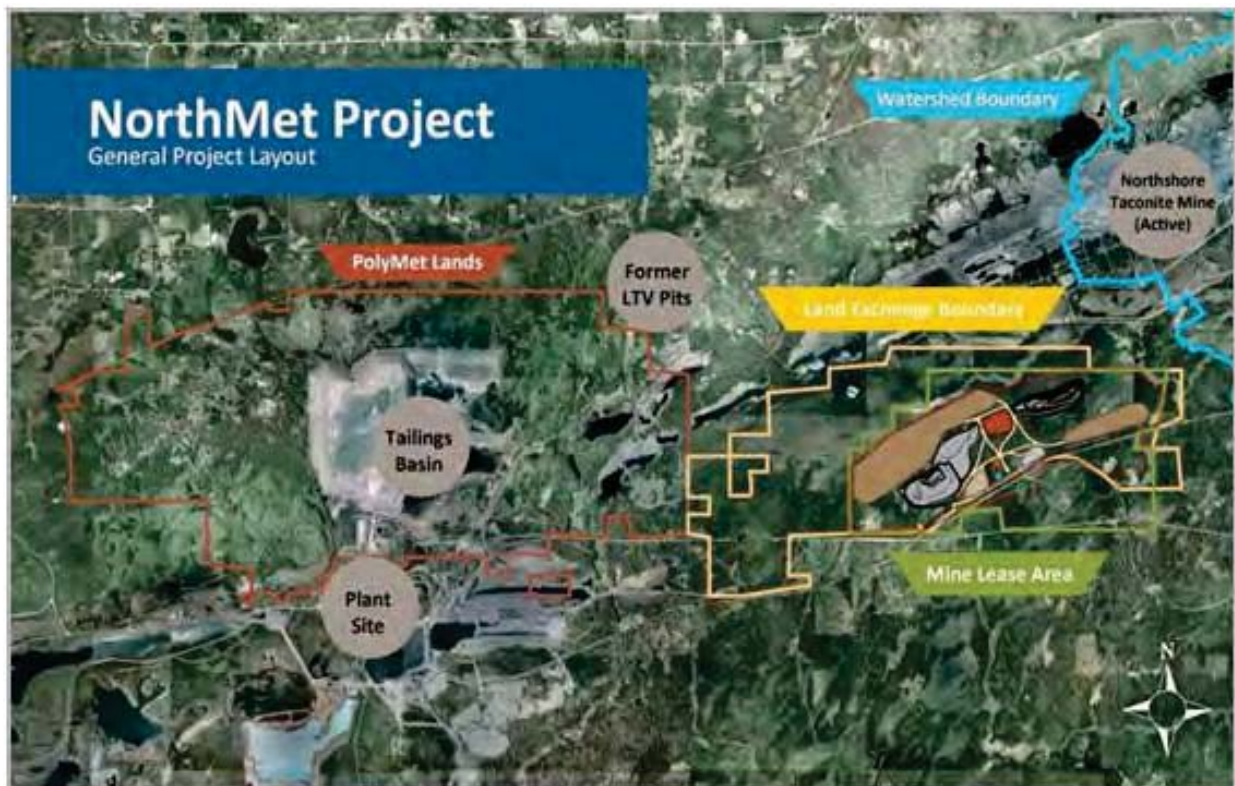 NorthMet Project
General Project Layout
Watershed Boundary
Northshore
Taconite Mine
(Active)
PolyMet Lands
Former
LTV Pits
Land Exchange Boundary
Tailings
Basin
Mine Lease Area
Plant
Site
N